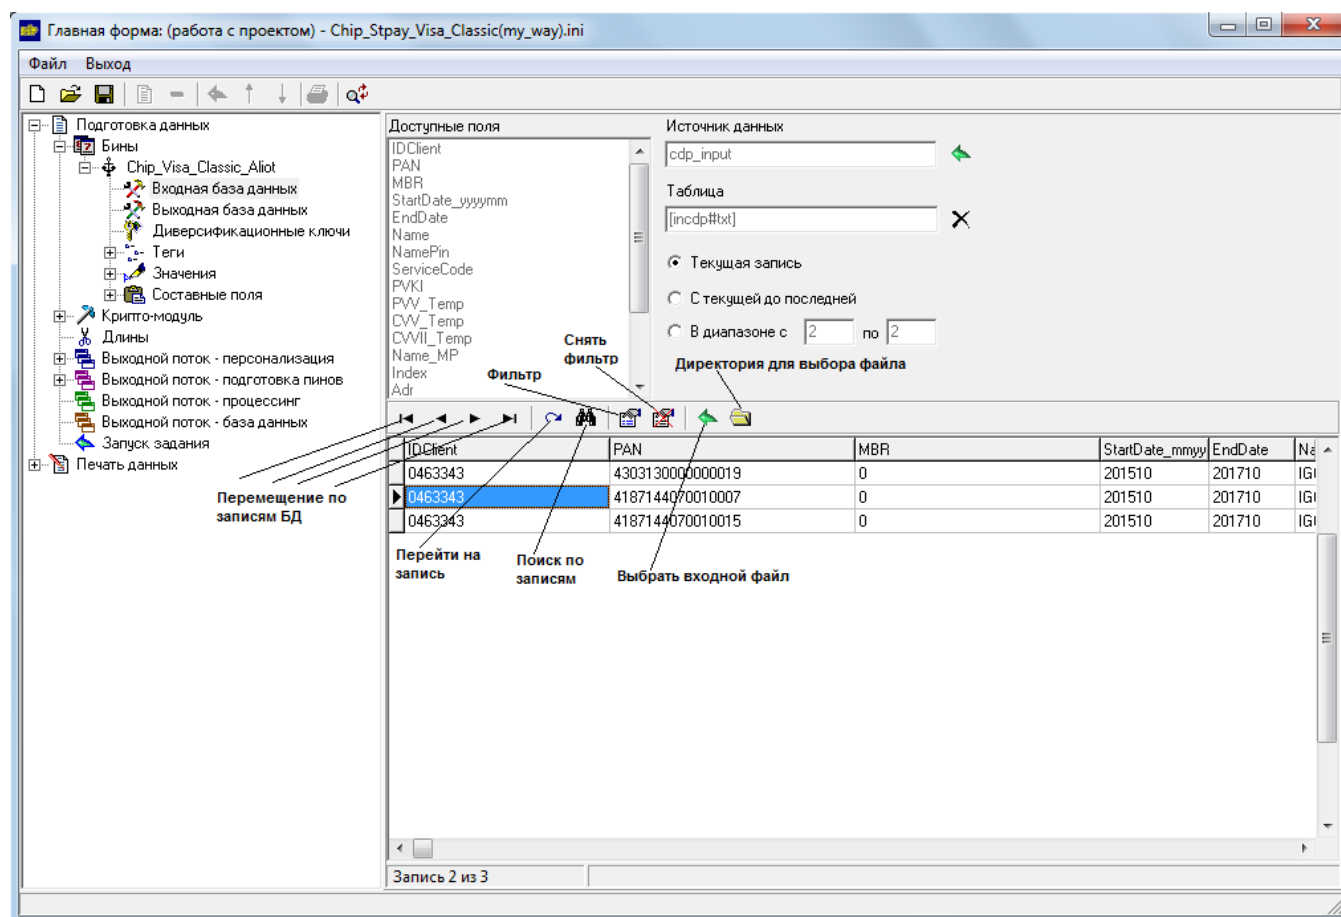 Главная форма: (работа с проектом) - Chip_Stpay_Visa_Classic(my_way).ini
Файл Выход
Подготовка данных
Бины
Chip_Visa_Classic_Aliot
Входная база данных
Выходная база данных
Диверсификационные ключи
Теги
Значения
Составные поля
Крипто-модуль
Длины
Выходной поток - персонализация
Выходной поток - подготовка пинов
Выходной поток - процессинг
Выходной поток - база данных
Запуск задания
Печать данных
Доступные поля
IDClient
PAN
MBR
StartDate_yyyymm
EndDate
Name
NamePin
ServiceCode
PVKI
PVV_Temp
CVV_Temp
CVVII_Temp
Name_MP
Index
Adr
Источник данных
cdp_input
Таблица
[incdp#txt]
Текущая запись
С текущей до последней
В диапазоне с 2 по 2
Снять
фильтр
Фильтр
Директория для выбора файла
IDClient PAN MBR StartDate_mmyy EndDate Na
0463343 4303130000000019 0 201510 201710 IG
0463343 4187144070010007 0 201510 201710 IG
0463343 4187144070010015 0 201510 201710 IG
Перемещение по
записям БД
Перейти на
запись
Поиск по
записям
Выбрать входной файл
Запись 2 из 3